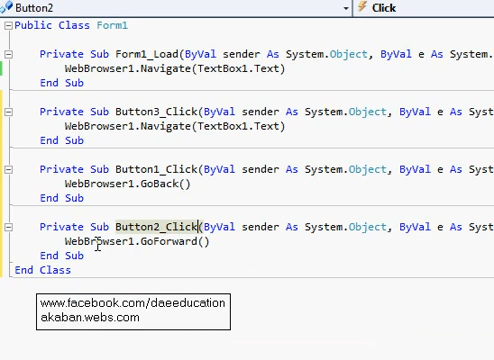 Button2 Click
Public Class Form1
Private Sub Form1_Load(ByVal sender As System.Object, ByVal e As System.
WebBrowser1.Navigate(TextBox1.Text)
End Sub
Private Sub Button3_Click(ByVal sender As System.Object, ByVal e As Syst
WebBrowser1.Navigate(TextBox1.Text)
End Sub
Private Sub Button1_Click(ByVal sender As System.Object, ByVal e As Syst
WebBrowser1.GoBack()
End Sub
Private Sub Button2_Click(ByVal sender As System.Object, ByVal e As Syst
WebBrowser1.GoForward()
End Sub
End Class
www.facebook.com/daeeducation
akaban.webs.com